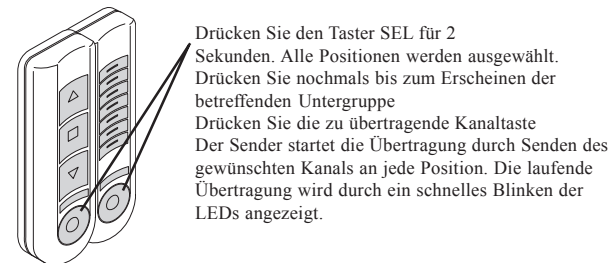 Drücken Sie den Taster SEL für 2
Sekunden. Alle Positionen werden ausgewählt.
Drücken Sie nochmals bis zum Erscheinen der
betreffenden Untergruppe
Drücken Sie die zu übertragende Kanaltaste
Der Sender startet die Übertragung durch Senden des
gewünschten Kanals an jede Position. Die laufende
Übertragung wird durch ein schnelles Blinken der
LEDs angezeigt.